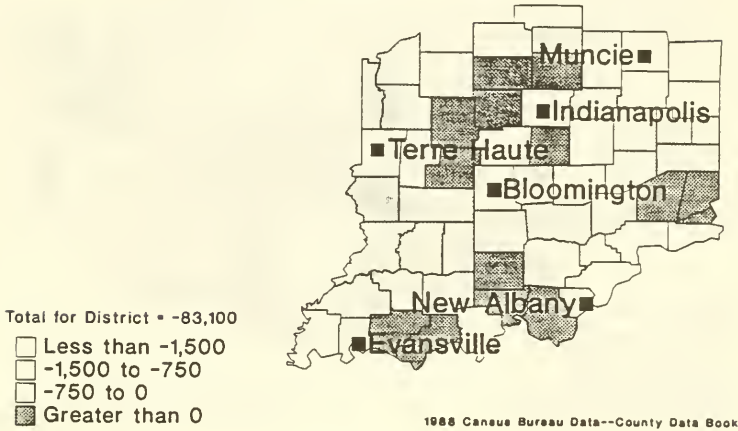 Muncie
Indianapolis
Terre Haute
Bloomington
New Albany
Evansville
Total for District = -83,100
Less than -1,500
-1,500 to -750
-750 to 0
Greater than 0
1988 Census Bureau Data--County Data Book